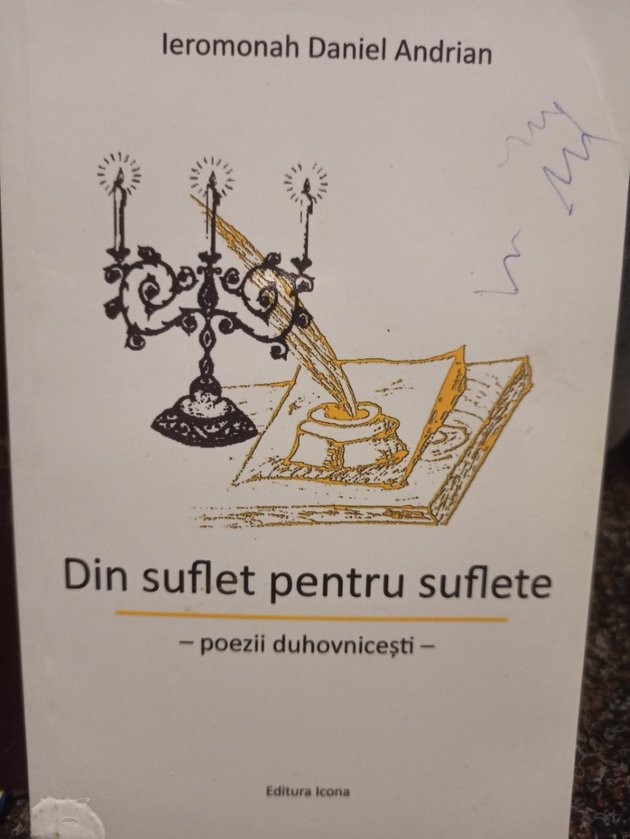 Ieromonah Daniel Andrian
Din suflet pentru suflete
– poezii duhovnicești –
Editura Icona